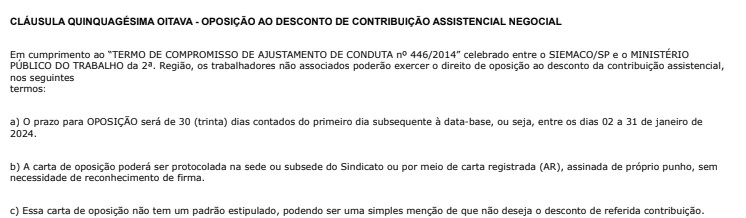 CLÁUSULA QUINQUAGÉSIMA OITAVA - OPOSIÇÃO AO DESCONTO DE CONTRIBUIÇÃO ASSISTENCIAL NEGOCIAL
Em cumprimento ao “TERMO DE COMPROMISSO DE AJUSTAMENTO DE CONDUTA nº 446/2014” celebrado entre o SIEMACO/SP e o MINISTÉRIO
PÚBLICO DO TRABALHO da 2ª. Região, os trabalhadores não associados poderão exercer o direito de oposição ao desconto da contribuição assistencial,
nos seguintes
termos:
a) O prazo para OPOSIÇÃO será de 30 (trinta) dias contados do primeiro dia subsequente à data-base, ou seja, entre os dias 02 a 31 de janeiro de
2024.
b) A carta de oposição poderá ser protocolada na sede ou subsede do Sindicato ou por meio de carta registrada (AR), assinada de próprio punho, sem
necessidade de reconhecimento de firma.
c) Essa carta de oposição não tem um padrão estipulado, podendo ser uma simples menção de que não deseja o desconto de referida contribuição.